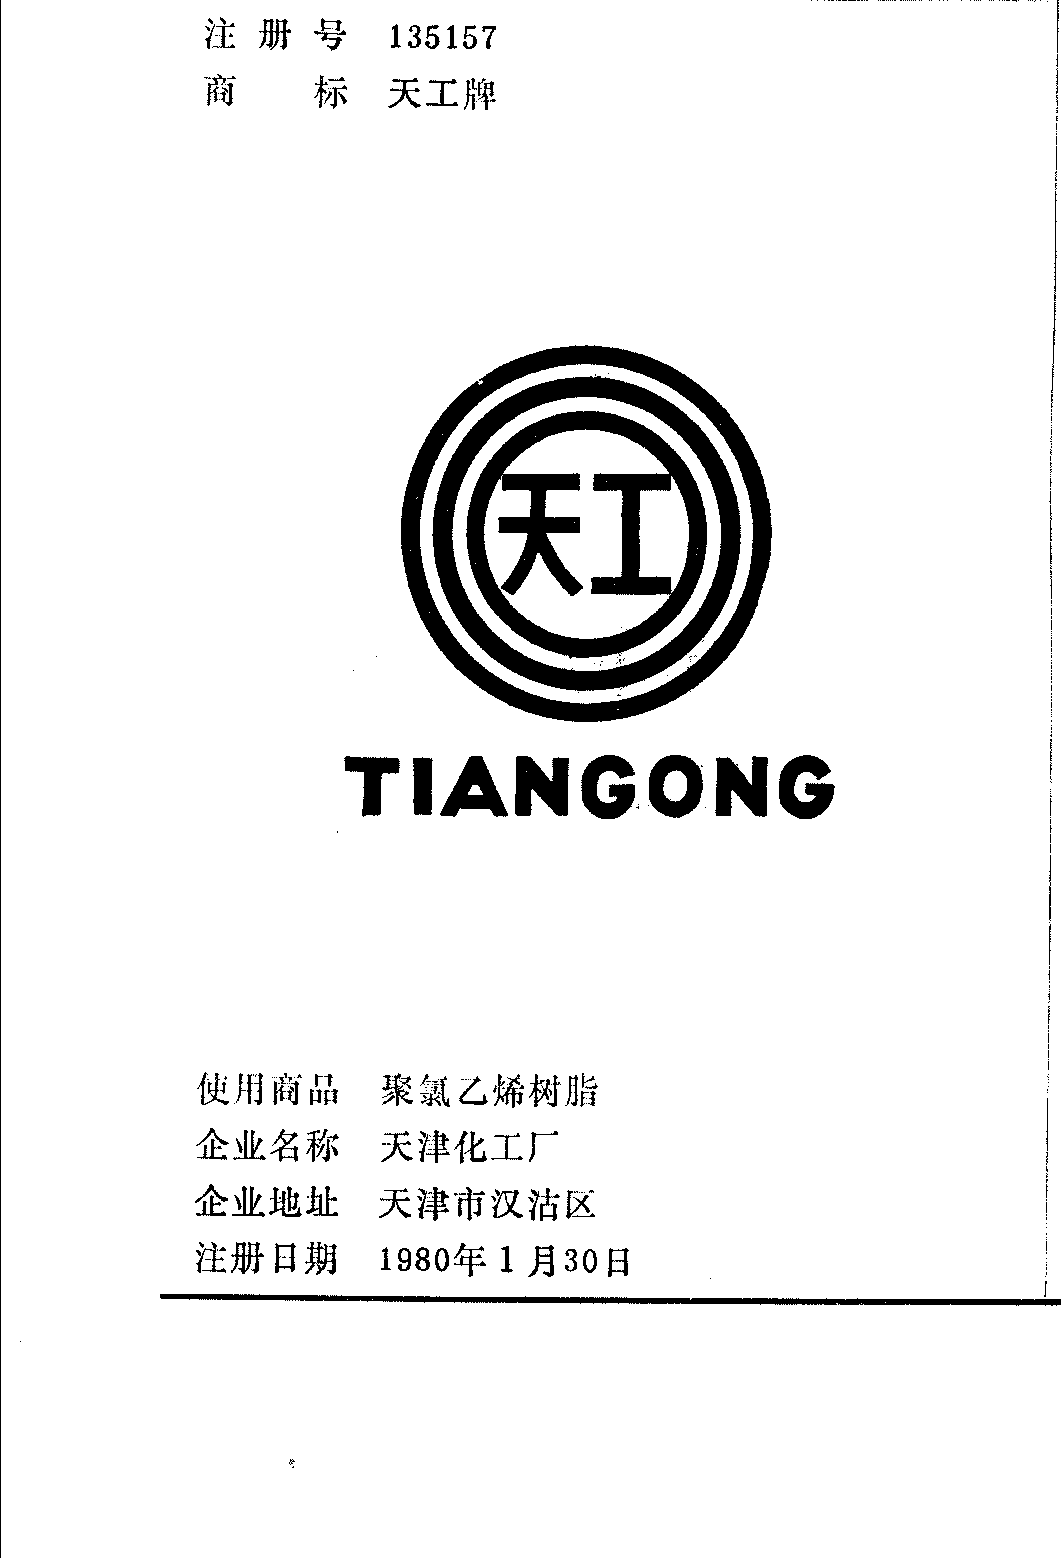 注册号 135157
商标 天工牌
天工
TIANGONG
使用商品 聚氯乙烯树脂
企业名称 天津化工厂
企业地址 天津市汉沽区
注册日期 1980年1月30日